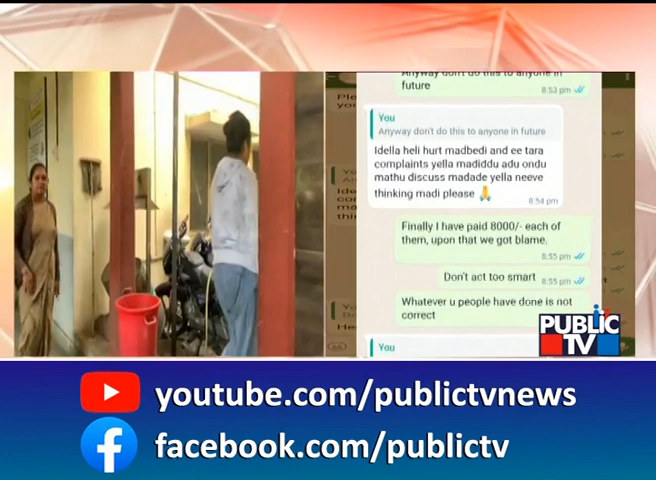 Anyway don't do this to anyone in
future
8:53 pm
You
Anyway don't do this to anyone in future
Idella heli hurt madbedi and ee tara
complaints yella madiddu adu ondu
mathu discuss madade yella neeve
thinking madi please 🙏
8:54 pm
Finally I have paid 8000/- each of
them, upon that we got blame.
8:55 pm
Don't act too smart
8:55 pm
Whatever u people have done is not
correct
You
PUBLIC
TV
youtube.com/publictvnews
facebook.com/publictv